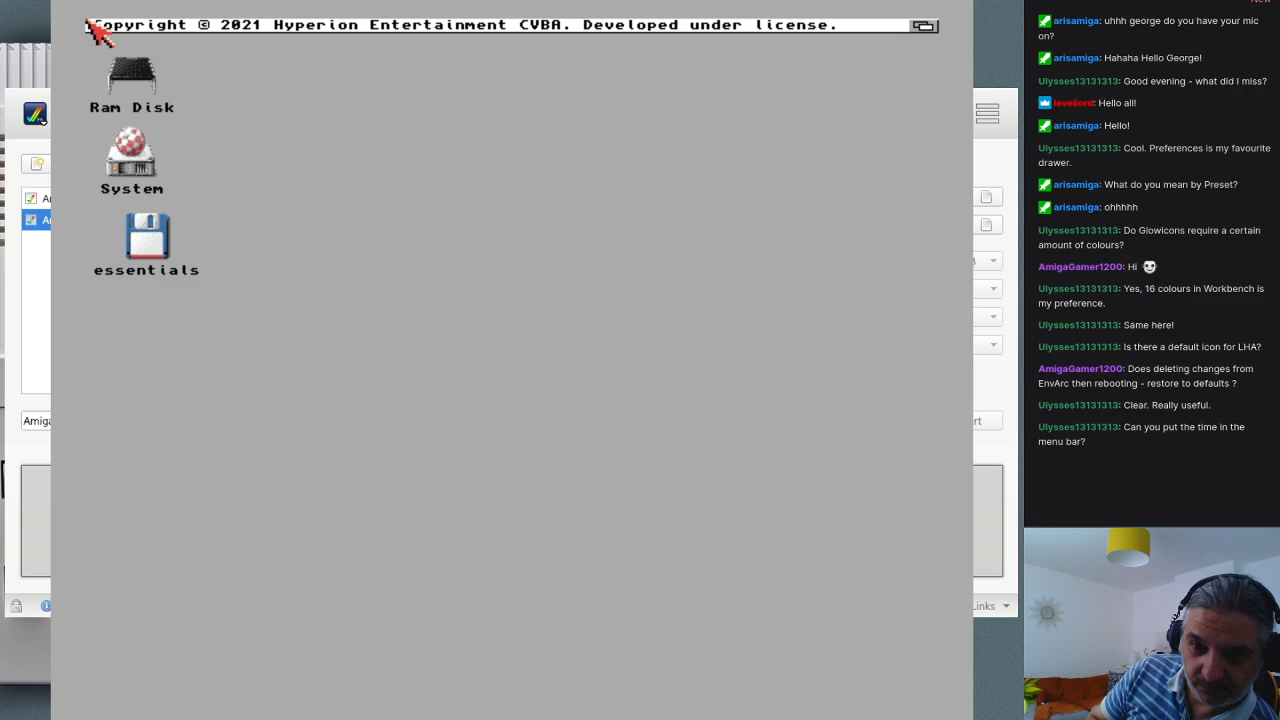 opyright © 2021 Hyperion Entertainment CVBA. Developed under license.
Ram Disk
System
essentials
Amiga
rt
Links
arisamiga: uhhh george do you have your mic
on?
arisamiga: Hahaha Hello George!
Ulysses13131313: Good evening - what did I miss?
Hello all!
arisamiga: Hello!
Ulysses13131313: Cool. Preferences is my favourite
drawer.
arisamiga: What do you mean by Preset?
arisamiga: ohhhhh
Ulysses13131313: Do Glowicons require a certain
amount of colours?
AmigaGamer1200: Hi
Ulysses13131313: Yes, 16 colours in Workbench is
my preference.
Ulysses13131313: Same here!
Ulysses13131313: Is there a default icon for LHA?
AmigaGamer1200: Does deleting changes from
EnvArc then rebooting - restore to defaults ?
Ulysses13131313: Clear. Really useful.
Ulysses13131313: Can you put the time in the
menu bar?